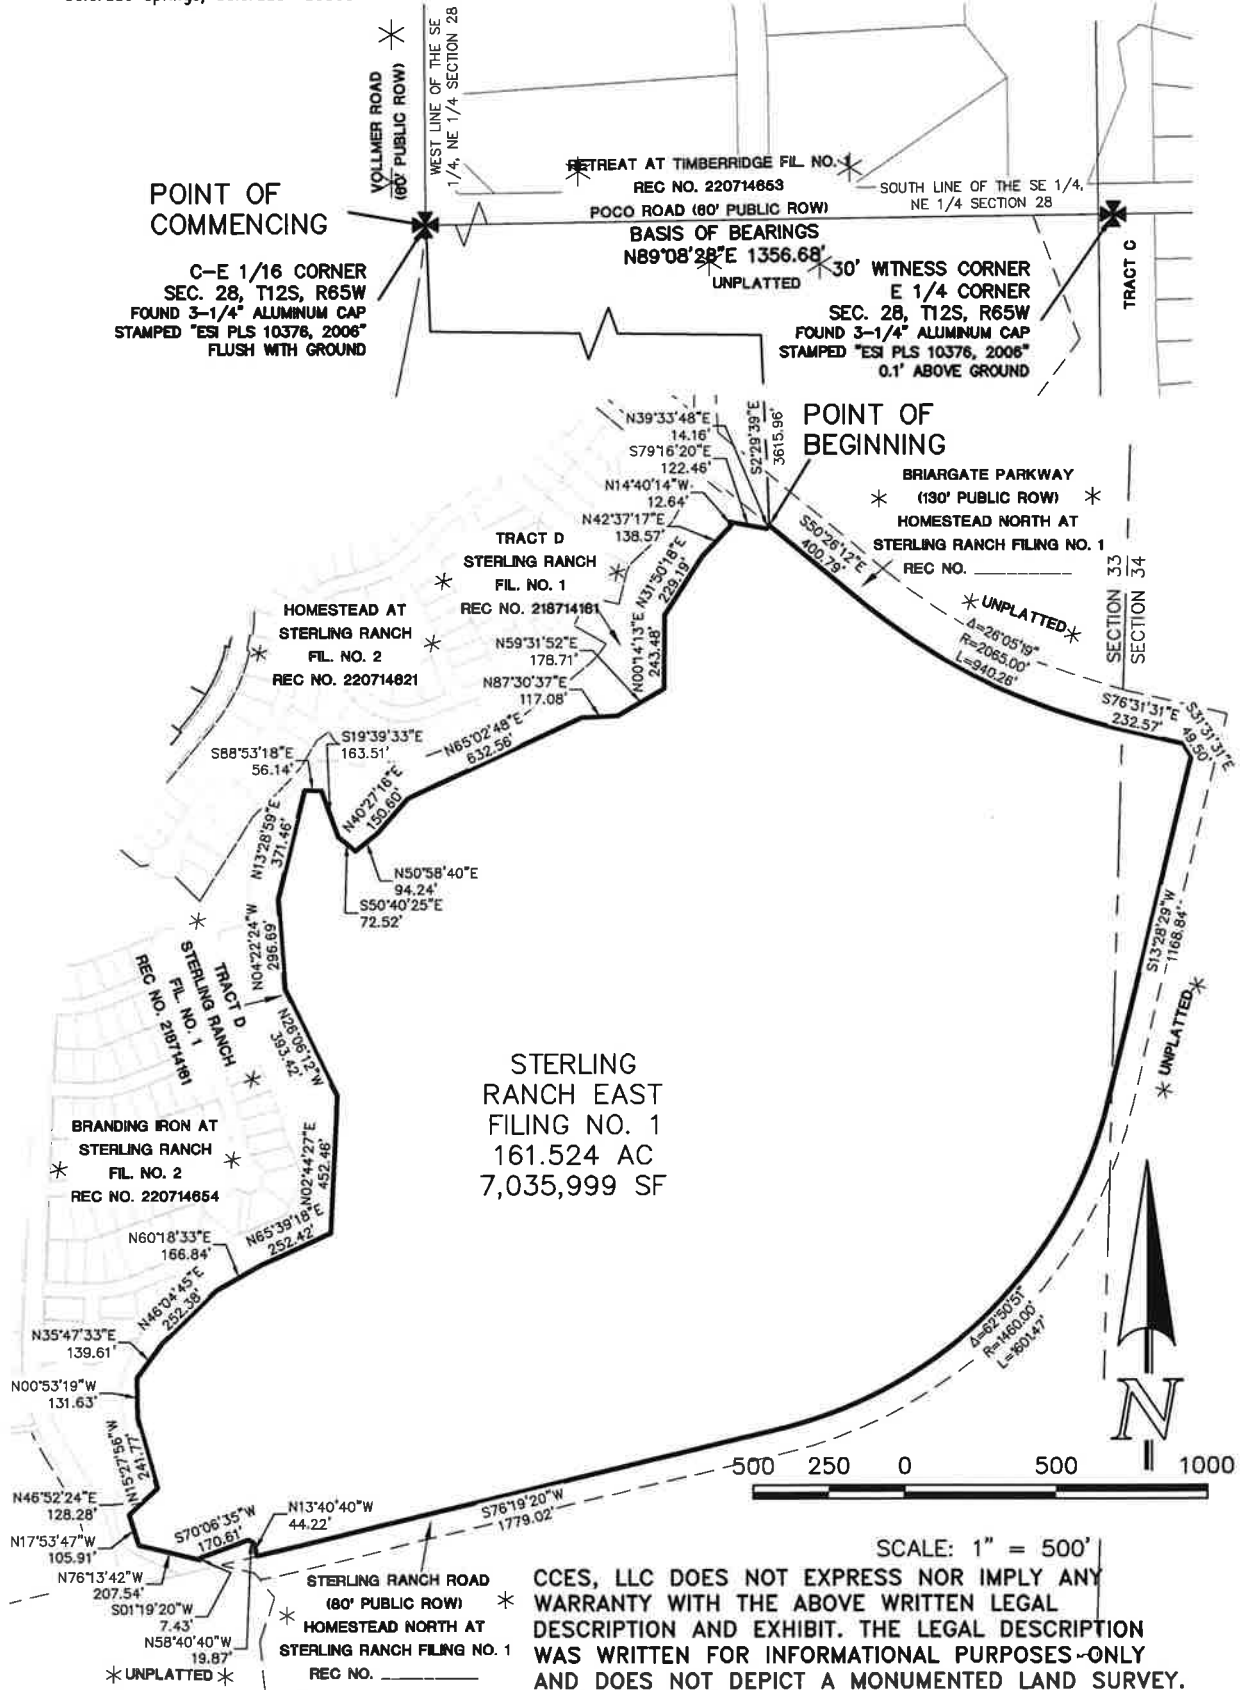 VOLLMER ROAD
(60' PUBLIC ROW)
WEST LINE OF THE SE
1/4, NE 1/4 SECTION 28
RETREAT AT TIMBERRIDGE FIL. NO. 1
REC NO. 220714653
SOUTH LINE OF THE SE 1/4,
NE 1/4 SECTION 28
POCO ROAD (60' PUBLIC ROW)
BASIS OF BEARINGS
N89°08'28"E 1356.68'
UNPLATTED
POINT OF
COMMENCING
C-E 1/16 CORNER
SEC. 28, T12S, R65W
FOUND 3-1/4" ALUMINUM CAP
STAMPED "ESI PLS 10376, 2006"
FLUSH WITH GROUND
30' WITNESS CORNER
E 1/4 CORNER
SEC. 28, T12S, R65W
FOUND 3-1/4" ALUMINUM CAP
STAMPED "ESI PLS 10376, 2006"
0.1' ABOVE GROUND
TRACT C
N39°33'48"E
14.16'
S79°16'20"E
122.46'
N14°40'14"W
12.64'
N42°37'17"E
138.57'
S2°29'39"E
3615.96'
POINT OF
BEGINNING
BRIARGATE PARKWAY
(130' PUBLIC ROW)
HOMESTEAD NORTH AT
STERLING RANCH FILING NO. 1
REC NO. __________
S50°26'12"E
400.79'
UNPLATTED
SECTION 33
SECTION 34
Δ=26°05'19"
R=2065.00'
L=940.26'
S76°31'31"E
232.57'
S31°31'31"E
49.50'
TRACT D
STERLING RANCH
FIL. NO. 1
REC NO. 218714161
N31°50'18"E
229.19'
N00°14'13"E
243.48'
N59°31'52"E
178.71'
N87°30'37"E
117.08'
HOMESTEAD AT
STERLING RANCH
FIL. NO. 2
REC NO. 220714621
N65°02'48"E
632.56'
S19°39'33"E
163.51'
S88°53'18"E
56.14'
N40°27'16"E
150.60'
N50°58'40"E
94.24'
S50°40'25"E
72.52'
N13°28'59"E
371.46'
N04°22'24"W
296.69'
TRACT D
STERLING RANCH
FIL. NO. 1
REC NO. 218714161
N26°06'12"W
393.42'
S13°28'29"W
1168.84'
UNPLATTED
STERLING
RANCH EAST
FILING NO. 1
161.524 AC
7,035,999 SF
BRANDING IRON AT
STERLING RANCH
FIL. NO. 2
REC NO. 220714654
N02°44'27"E
452.46'
N65°39'18"E
252.42'
N60°18'33"E
166.84'
N46°04'45"E
252.38'
N35°47'33"E
139.61'
N00°53'19"W
131.63'
N15°27'56"W
241.77'
N46°52'24"E
128.28'
N17°53'47"W
105.91'
N76°13'42"W
207.54'
S01°19'20"W
7.43'
N58°40'40"W
19.87'
S70°06'35"W
170.61'
N13°40'40"W
44.22'
S76°19'20"W
1779.02'
Δ=62°50'51"
R=1460.00'
L=1601.47'
UNPLATTED
STERLING RANCH ROAD
(80' PUBLIC ROW)
HOMESTEAD NORTH AT
STERLING RANCH FILING NO. 1
REC NO. __________
N
500 250 0 500 1000
SCALE: 1" = 500'
CCES, LLC DOES NOT EXPRESS NOR IMPLY ANY
WARRANTY WITH THE ABOVE WRITTEN LEGAL
DESCRIPTION AND EXHIBIT. THE LEGAL DESCRIPTION
WAS WRITTEN FOR INFORMATIONAL PURPOSES ONLY
AND DOES NOT DEPICT A MONUMENTED LAND SURVEY.